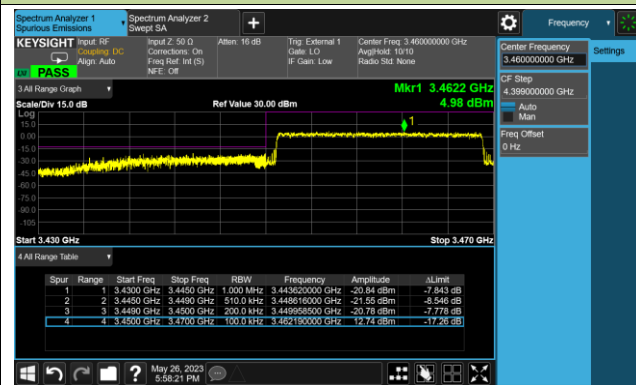 Spectrum Analyzer 1
Spurious Emissions
Spectrum Analyzer 2
Swept SA
Frequency
KEYSIGHT
Input: RF
Coupling: DC
Align: Auto
Input Z: 50 Ω
Corrections: On
Freq Ref: Int (S)
NFE: Off
Atten: 16 dB
Trig: External 1
Gate: LO
IF Gain: Low
Center Freq: 3.460000000 GHz
Avg|Hold: 10/10
Radio Std: None
PASS
Center Frequency
3.460000000 GHz
Settings
CF Step
4.399000000 GHz
Auto
Man
Freq Offset
0 Hz
3 All Range Graph
Mkr1 3.4622 GHz
Scale/Div 15.0 dB
Ref Value 30.00 dBm
4.98 dBm
Log
15.0
0.00
-15.0
-30.0
-45.0
-60.0
-75.0
-90.0
-105
1
Start 3.430 GHz
Stop 3.470 GHz
4 All Range Table
Spur Range Start Freq Stop Freq RBW Frequency Amplitude ΔLimit
1 1 3.4300 GHz 3.4450 GHz 1.000 MHz 3.443620000 GHz -20.84 dBm -7.843 dB
2 2 3.4450 GHz 3.4490 GHz 510.0 kHz 3.448616000 GHz -21.55 dBm -8.546 dB
3 3 3.4490 GHz 3.4500 GHz 200.0 kHz 3.449958500 GHz -20.78 dBm -7.778 dB
4 4 3.4500 GHz 3.4700 GHz 100.0 kHz 3.462190000 GHz 12.74 dBm -17.26 dB
May 26, 2023
5:58:21 PM